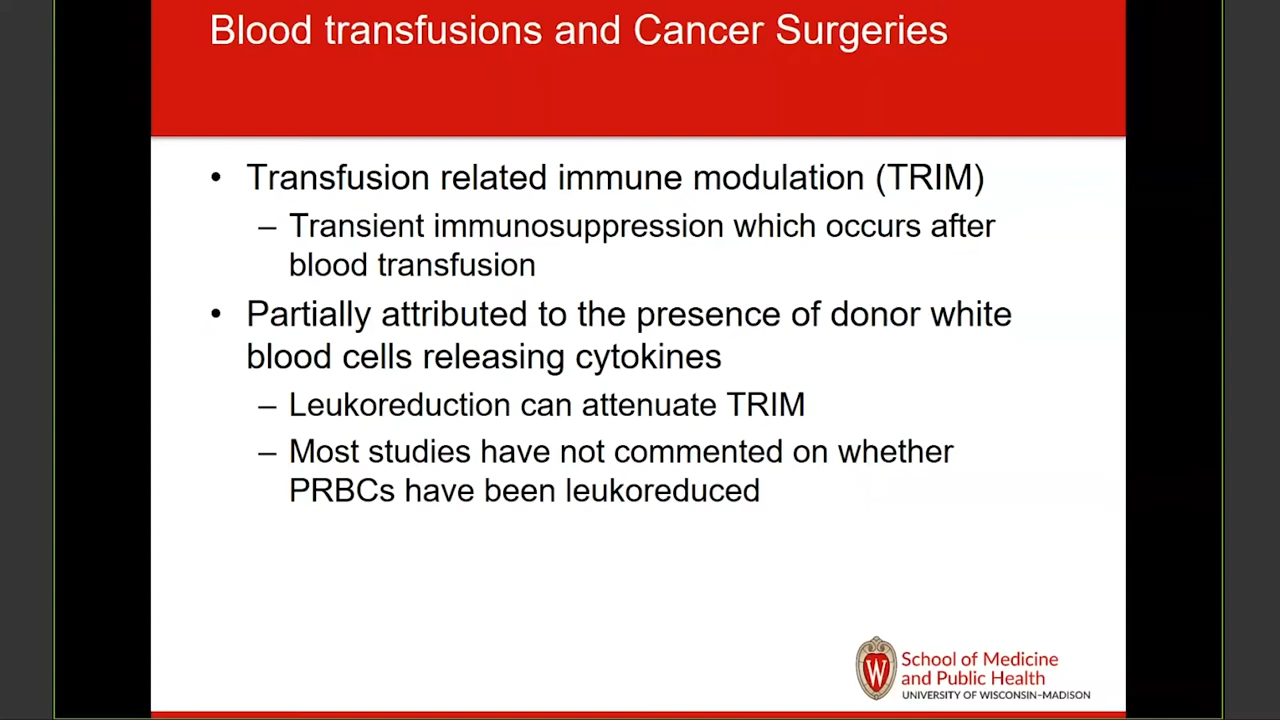 Blood transfusions and Cancer Surgeries
• Transfusion related immune modulation (TRIM)
– Transient immunosuppression which occurs after
blood transfusion
• Partially attributed to the presence of donor white
blood cells releasing cytokines
– Leukoreduction can attenuate TRIM
– Most studies have not commented on whether
PRBCs have been leukoreduced
W
School of Medicine
and Public Health
UNIVERSITY OF WISCONSIN–MADISON